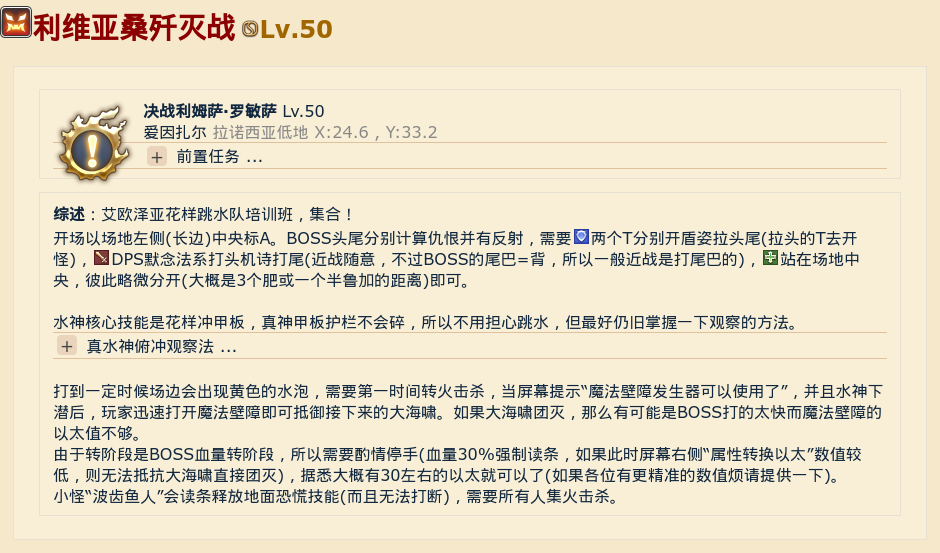 利维亚桑歼灭战 Lv.50
决战利姆萨·罗敏萨 Lv.50
爱因扎尔 拉诺西亚低地 X:24.6 , Y:33.2
+ 前置任务 ...
综述：艾欧泽亚花样跳水队培训班，集合！
开场以场地左侧(长边)中央标A。BOSS头尾分别计算仇恨并有反射，需要两个T分别开盾姿拉头尾(拉头的T去开
怪)，DPS默念法系打头机诗打尾(近战随意，不过BOSS的尾巴=背，所以一般近战是打尾巴的)，站在场地中
央，彼此略微分开(大概是3个肥或一个半鲁加的距离)即可。
水神核心技能是花样冲甲板，真神甲板护栏不会碎，所以不用担心跳水，但最好仍旧掌握一下观察的方法。
+ 真水神俯冲观察法 ...
打到一定时候场边会出现黄色的水泡，需要第一时间转火击杀，当屏幕提示“魔法壁障发生器可以使用了”，并且水神下
潜后，玩家迅速打开魔法壁障即可抵御接下来的大海啸。如果大海啸团灭，那么有可能是BOSS打的太快而魔法壁障的
以太值不够。
由于转阶段是BOSS血量转阶段，所以需要酌情停手(血量30%强制读条，如果此时屏幕右侧“属性转换以太”数值较
低，则无法抵抗大海啸直接团灭)，据悉大概有30左右的以太就可以了(如果各位有更精准的数值烦请提供一下)。
小怪“波齿鱼人”会读条释放地面恐慌技能(而且无法打断)，需要所有人集火击杀。